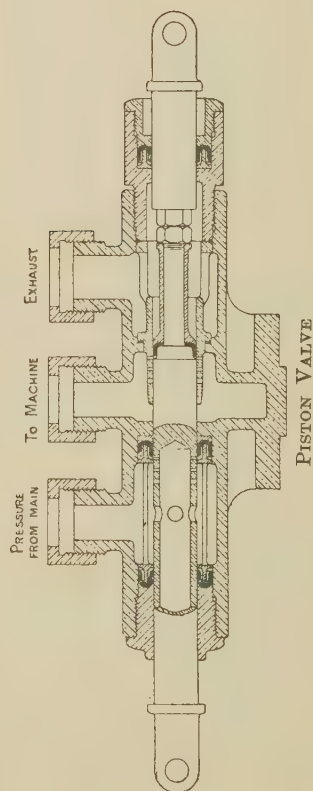 EXHAUST
TO MACHINE
PRESSURE
FROM MAIN
PISTON VALVE